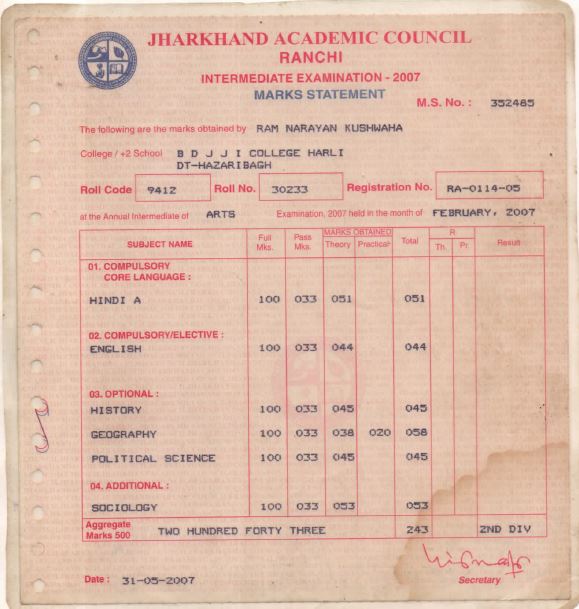 JHARKHAND ACADEMIC COUNCIL
RANCHI
INTERMEDIATE EXAMINATION - 2007
MARKS STATEMENT
M.S. No. : 352485
The following are the marks obtained by RAM NARAYAN KUSHWAHA
College / +2 School B D J J I COLLEGE HARLI
DT-HAZARIBAGH
Roll Code 9412 Roll No. 30233 Registration No. RA-0114-05
at the Annual Intermediate of ARTS Examination, 2007 held in the month of FEBRUARY, 2007
SUBJECT NAME Full Mks. Pass Mks. MARKS OBTAINED Theory Practical Total R Th. Pr. Result
01. COMPULSORY
CORE LANGUAGE :
HINDI A 100 033 051 051
02. COMPULSORY/ELECTIVE :
ENGLISH 100 033 044 044
03. OPTIONAL :
HISTORY 100 033 045 045
GEOGRAPHY 100 033 038 020 058
POLITICAL SCIENCE 100 033 045 045
04. ADDITIONAL :
SOCIOLOGY 100 033 053 053
Aggregate
Marks 500 TWO HUNDRED FORTY THREE 243 2ND DIV
Date : 31-05-2007
Secretary